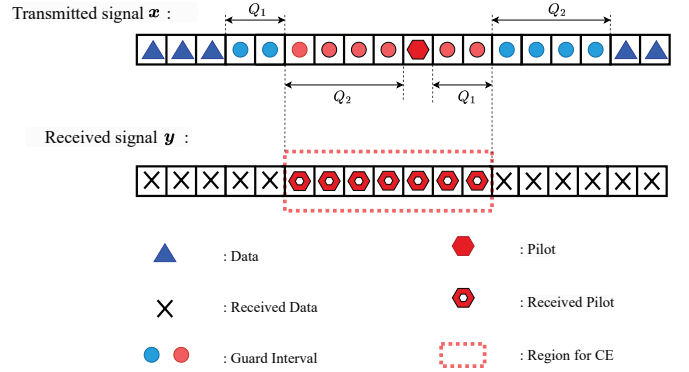 Transmitted signal x :
Q1
Q2
Q2
Q1
Received signal y :
: Data
: Pilot
: Received Data
: Received Pilot
: Guard Interval
: Region for CE